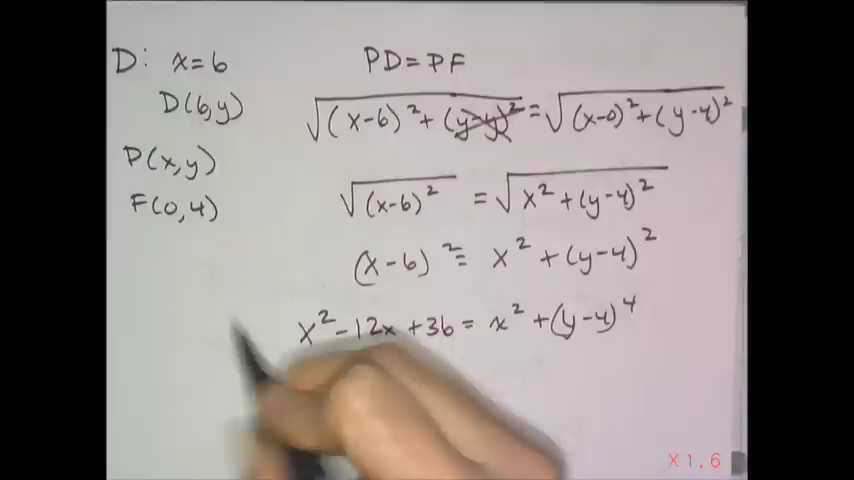 D: x=6
PD=PF
D(6,y)
√(x-6)²+(y-y)² = √(x-0)²+(y-4)²
P(x,y)
F(0,4)
√(x-6)² = √x²+(y-4)²
(x-6)² = x²+(y-4)²
x²-12x+36 = x²+(y-4)⁴
X1.6